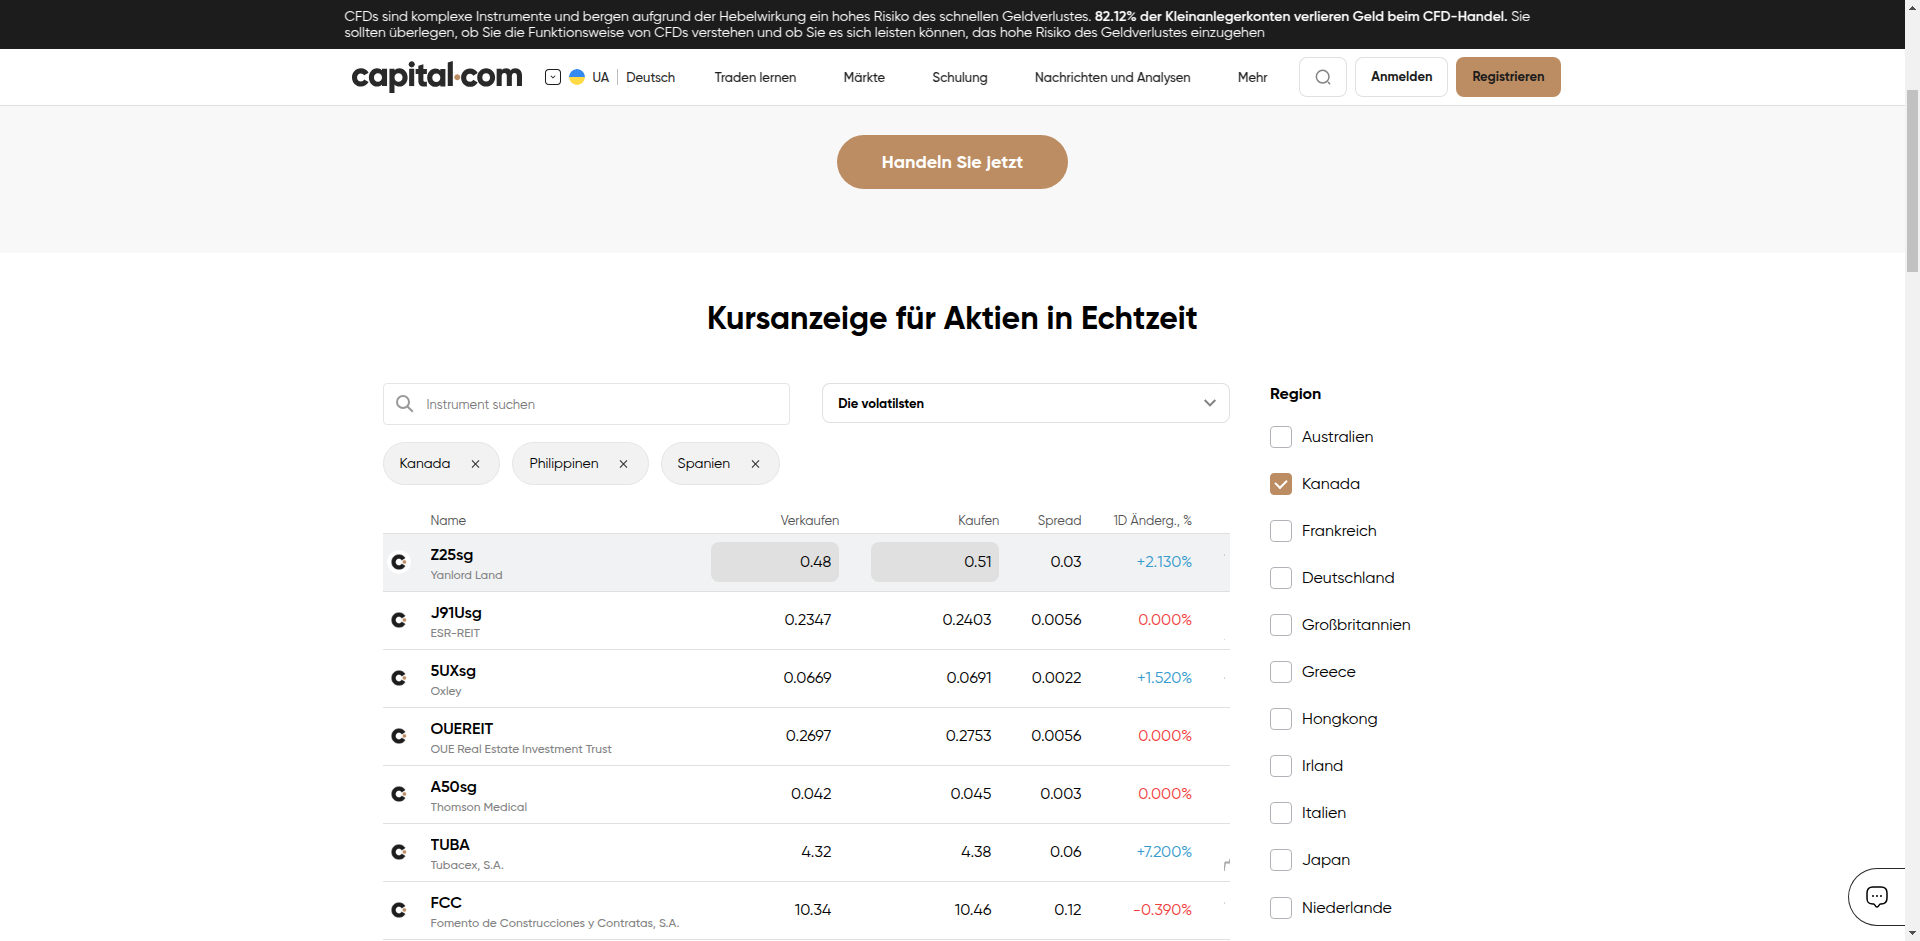 CFDs sind komplexe Instrumente und bergen aufgrund der Hebelwirkung ein hohes Risiko des schnellen Geldverlustes. 82.12% der Kleinanlegerkonten verlieren Geld beim CFD-Handel. Sie
sollten überlegen, ob Sie die Funktionsweise von CFDs verstehen und ob Sie es sich leisten können, das hohe Risiko des Geldverlustes einzugehen
capital.com UA Deutsch Traden lernen Märkte Schulung Nachrichten und Analysen Mehr Anmelden Registrieren
Handeln Sie jetzt
Kursanzeige für Aktien in Echtzeit
Instrument suchen
Die volatilsten
Kanada × Philippinen × Spanien ×
Name Verkaufen Kaufen Spread 1D Änderg., %
Z25sg 0.48 0.51 0.03 +2.130%
Yanlord Land
J91Usg 0.2347 0.2403 0.0056 0.000%
ESR-REIT
5UXsg 0.0669 0.0691 0.0022 +1.520%
Oxley
OUEREIT 0.2697 0.2753 0.0056 0.000%
OUE Real Estate Investment Trust
A50sg 0.042 0.045 0.003 0.000%
Thomson Medical
TUBA 4.32 4.38 0.06 +7.200%
Tubacex, S.A.
FCC 10.34 10.46 0.12 -0.390%
Fomento de Construcciones y Contratas, S.A.
Region
Australien
Kanada
Frankreich
Deutschland
Großbritannien
Greece
Hongkong
Irland
Italien
Japan
Niederlande